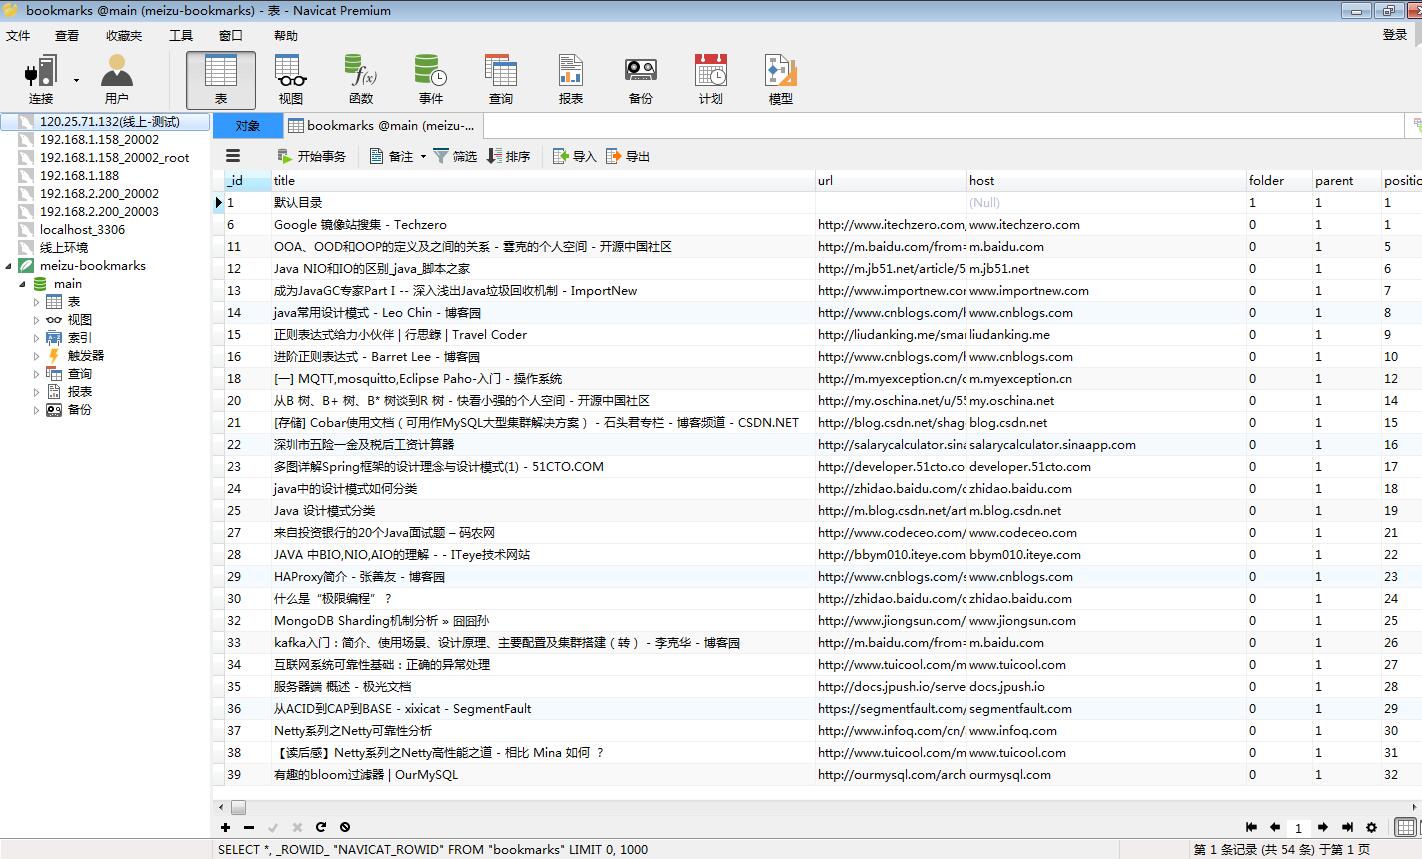 bookmarks @main (meizu-bookmarks) - 表 - Navicat Premium
文件 查看 收藏夹 工具 窗口 帮助 登录
连接 用户 表 视图 函数 事件 查询 报表 备份 计划 模型
120.25.71.132(线上-测试)
192.168.1.158_20002
192.168.1.158_20002_root
192.168.1.188
192.168.2.200_20002
192.168.2.200_20003
localhost_3306
线上环境
meizu-bookmarks
main
表
视图
索引
触发器
查询
报表
备份
对象 bookmarks @main (meizu-...
开始事务 备注 筛选 排序 导入 导出
_id title url host folder parent positio
1 默认目录 (Null) 1 1 1
6 Google 镜像站搜集 - Techzero http://www.itechzero.com, www.itechzero.com 0 1 1
11 OOA、OOD和OOP的定义及之间的关系 - 雲克的个人空间 - 开源中国社区 http://m.baidu.com/from= m.baidu.com 0 1 5
12 Java NIO和IO的区别_java_脚本之家 http://m.jb51.net/article/5 m.jb51.net 0 1 6
13 成为JavaGC专家Part I -- 深入浅出Java垃圾回收机制 - ImportNew http://www.importnew.cor www.importnew.com 0 1 7
14 java常用设计模式 - Leo Chin - 博客园 http://www.cnblogs.com/l www.cnblogs.com 0 1 8
15 正则表达式给力小伙伴 | 行思錄 | Travel Coder http://liudanking.me/smar liudanking.me 0 1 9
16 进阶正则表达式 - Barret Lee - 博客园 http://www.cnblogs.com/l www.cnblogs.com 0 1 10
18 [一] MQTT,mosquitto,Eclipse Paho-入门 - 操作系统 http://m.myexception.cn/c m.myexception.cn 0 1 12
20 从B 树、B+ 树、B* 树谈到R 树 - 快看小强的个人空间 - 开源中国社区 http://my.oschina.net/u/55 my.oschina.net 0 1 14
21 [存储] Cobar使用文档（可用作MySQL大型集群解决方案） - 石头君专栏 - 博客频道 - CSDN.NET http://blog.csdn.net/shag blog.csdn.net 0 1 15
22 深圳市五险一金及税后工资计算器 http://salarycalculator.sina salarycalculator.sinaapp.com 0 1 16
23 多图详解Spring框架的设计理念与设计模式(1) - 51CTO.COM http://developer.51cto.co developer.51cto.com 0 1 17
24 java中的设计模式如何分类 http://zhidao.baidu.com/c zhidao.baidu.com 0 1 18
25 Java 设计模式分类 http://m.blog.csdn.net/art m.blog.csdn.net 0 1 19
27 来自投资银行的20个Java面试题 – 码农网 http://www.codeceo.com/ www.codeceo.com 0 1 21
28 JAVA 中BIO,NIO,AIO的理解 - - ITeye技术网站 http://bbym010.iteye.com bbym010.iteye.com 0 1 22
29 HAProxy简介 - 张善友 - 博客园 http://www.cnblogs.com/s www.cnblogs.com 0 1 23
30 什么是“极限编程”？ http://zhidao.baidu.com/c zhidao.baidu.com 0 1 24
32 MongoDB Sharding机制分析 » 囧囧孙 http://www.jiongsun.com/ www.jiongsun.com 0 1 25
33 kafka入门：简介、使用场景、设计原理、主要配置及集群搭建（转） - 李克华 - 博客园 http://m.baidu.com/from= m.baidu.com 0 1 26
34 互联网系统可靠性基础：正确的异常处理 http://www.tuicool.com/m www.tuicool.com 0 1 27
35 服务器端 概述 - 极光文档 http://docs.jpush.io/serve docs.jpush.io 0 1 28
36 从ACID到CAP到BASE - xixicat - SegmentFault https://segmentfault.com/ segmentfault.com 0 1 29
37 Netty系列之Netty可靠性分析 http://www.infoq.com/cn/ www.infoq.com 0 1 30
38 【读后感】Netty系列之Netty高性能之道 - 相比 Mina 如何 ？ http://www.tuicool.com/m www.tuicool.com 0 1 31
39 有趣的bloom过滤器 | OurMySQL http://ourmysql.com/arch ourmysql.com 0 1 32
1
SELECT *, _ROWID_ "NAVICAT_ROWID" FROM "bookmarks" LIMIT 0, 1000 第 1 条记录 (共 54 条) 于第 1 页